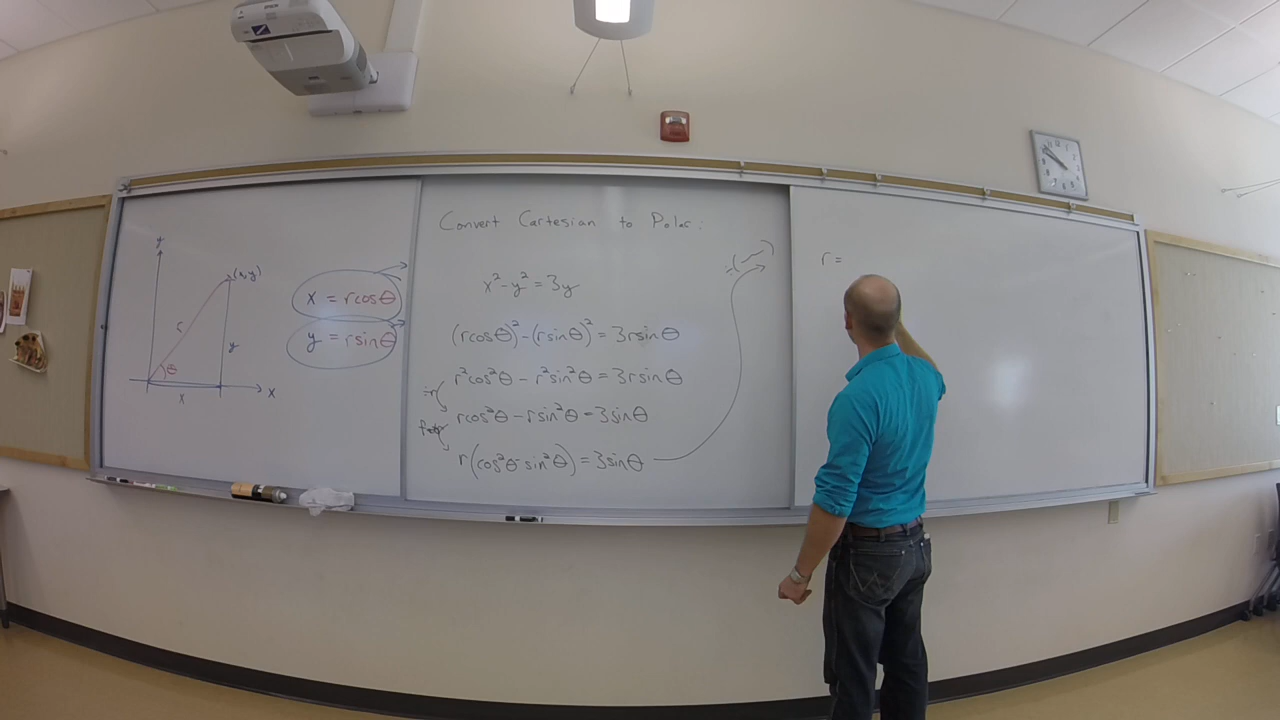 y
(x,y)
r
θ
y
x
x
x = rcosθ
y = rsinθ
Convert Cartesian to Polar:
x²-y²=3y
(rcosθ)²-(rsinθ)²=3rsinθ
÷r
r²cos²θ-r²sin²θ=3rsinθ
rcos²θ-rsin²θ=3sinθ
r(cos²θ-sin²θ)=3sinθ
÷( )
r=
EPSON